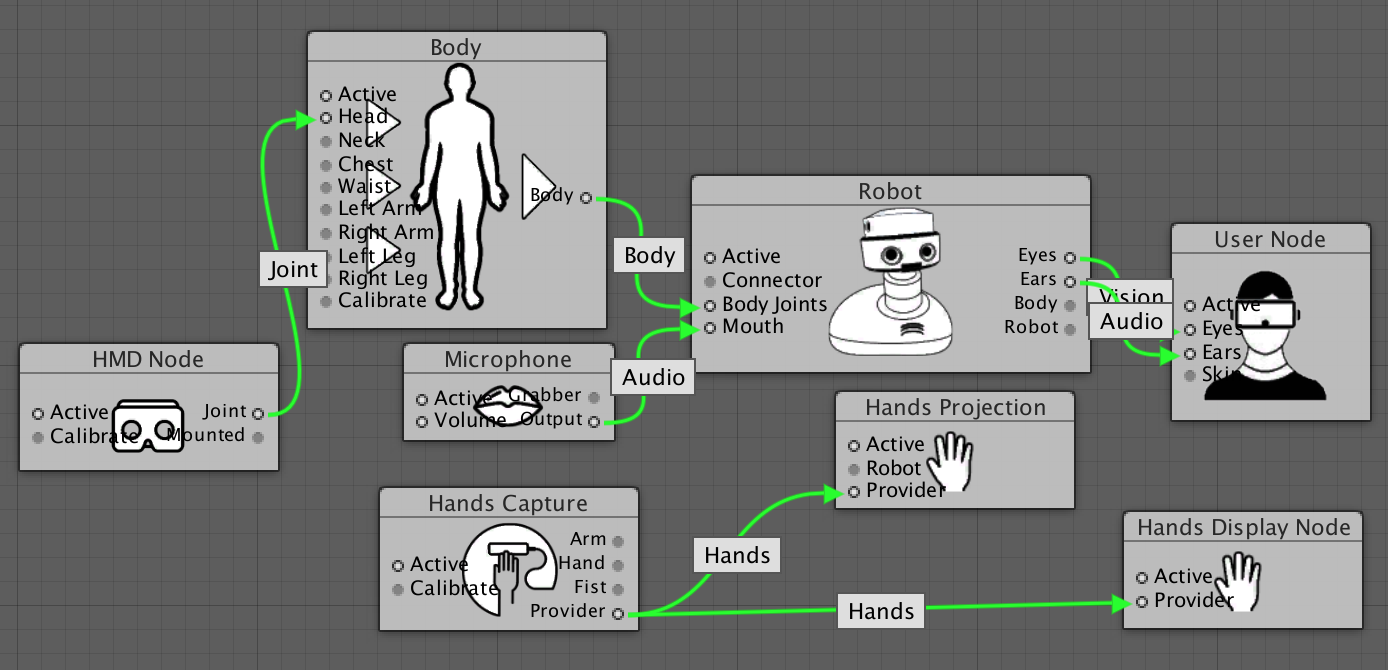 Body
Active
Head
Neck
Chest
Waist
Left Arm
Right Arm
Left Leg
Right Leg
Calibrate
Body
Joint
HMD Node
Active
Calibrate
Joint
Mounted
Microphone
Active
Volume
Grabber
Output
Body
Audio
Robot
Active
Connector
Body Joints
Mouth
Eyes
Ears
Body
Robot
Vision
Audio
User Node
Active
Eyes
Ears
Skin
Hands Capture
Active
Calibrate
Arm
Hand
Fist
Provider
Hands
Hands
Hands Projection
Active
Robot
Provider
Hands Display Node
Active
Provider